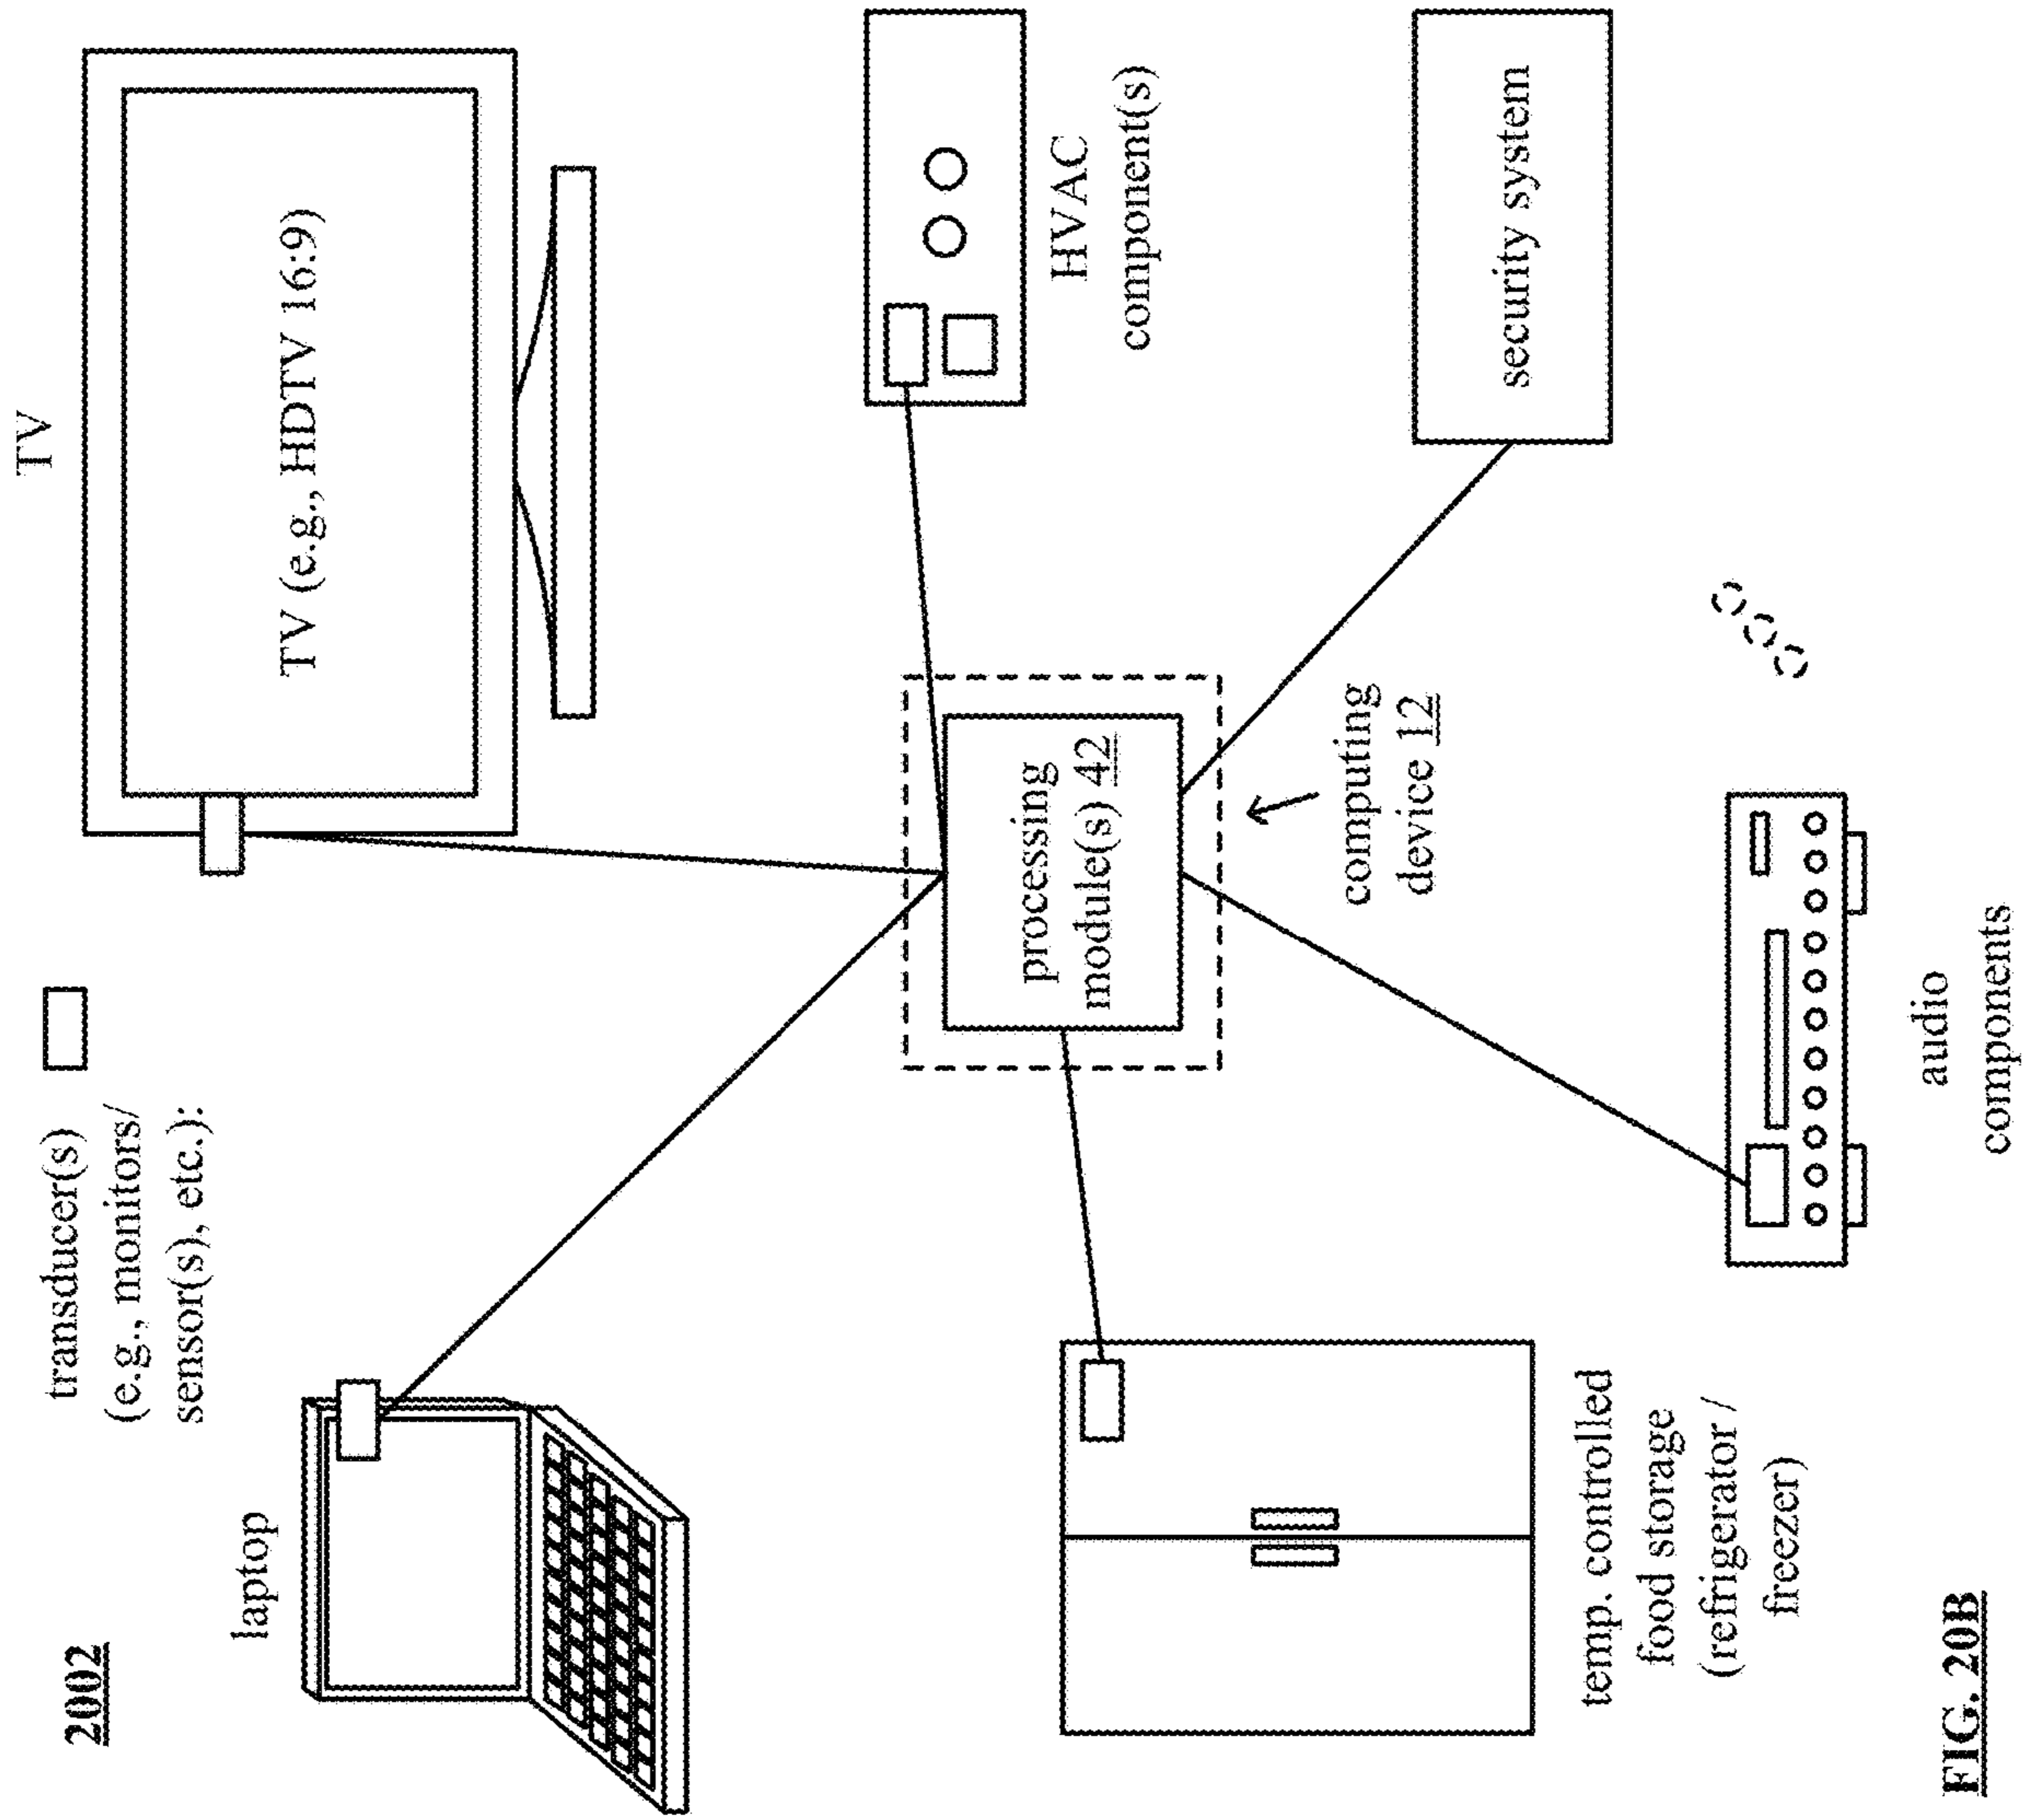 2002
transducer(s)
(e.g., monitors/
sensor(s), etc.):
TV
laptop
TV (e.g., HDTV 16:9)
processing
module(s) 42
computing
device 12
HVAC
component(s)
temp. controlled
food storage
(refrigerator /
freezer)
audio
components
security system
FIG. 20B